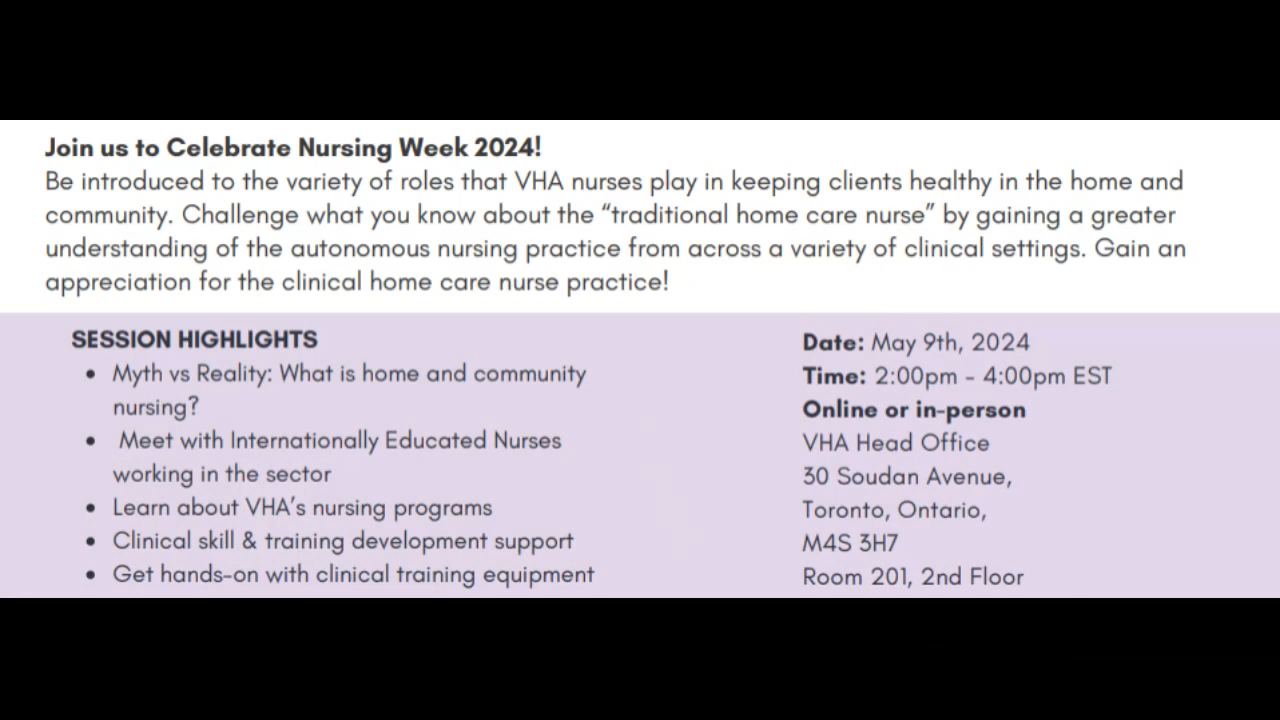 Join us to Celebrate Nursing Week 2024!
Be introduced to the variety of roles that VHA nurses play in keeping clients healthy in the home and
community. Challenge what you know about the “traditional home care nurse” by gaining a greater
understanding of the autonomous nursing practice from across a variety of clinical settings. Gain an
appreciation for the clinical home care nurse practice!
SESSION HIGHLIGHTS
• Myth vs Reality: What is home and community
nursing?
• Meet with Internationally Educated Nurses
working in the sector
• Learn about VHA’s nursing programs
• Clinical skill & training development support
• Get hands-on with clinical training equipment
Date: May 9th, 2024
Time: 2:00pm - 4:00pm EST
Online or in-person
VHA Head Office
30 Soudan Avenue,
Toronto, Ontario,
M4S 3H7
Room 201, 2nd Floor